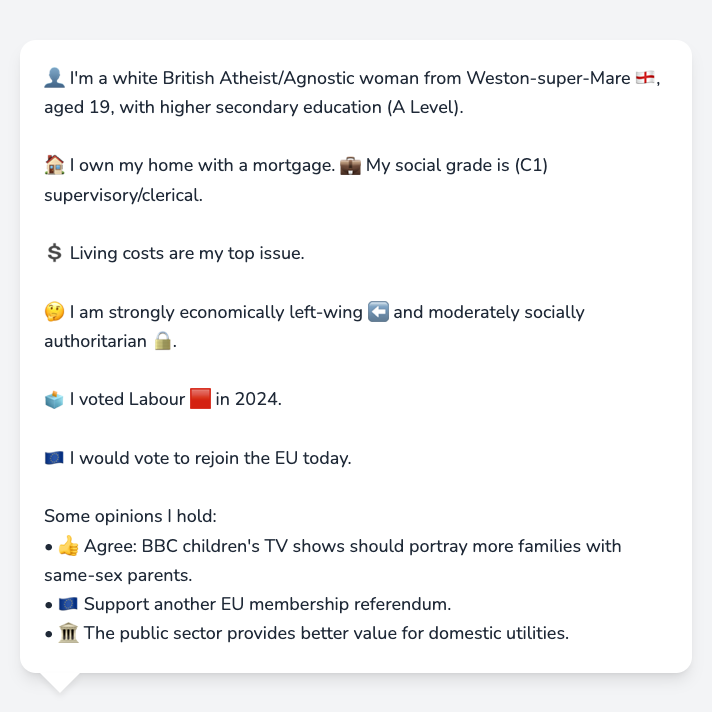 👤 I'm a white British Atheist/Agnostic woman from Weston-super-Mare 🏴󠁧󠁢󠁥󠁮󠁧󠁿,
aged 19, with higher secondary education (A Level).
🏠 I own my home with a mortgage. 💼 My social grade is (C1)
supervisory/clerical.
💲 Living costs are my top issue.
🤔 I am strongly economically left-wing ⬅️ and moderately socially
authoritarian 🔒.
🗳️ I voted Labour 🟥 in 2024.
🇪🇺 I would vote to rejoin the EU today.
Some opinions I hold:
• 👍 Agree: BBC children's TV shows should portray more families with
same-sex parents.
• 🇪🇺 Support another EU membership referendum.
• 🏛️ The public sector provides better value for domestic utilities.